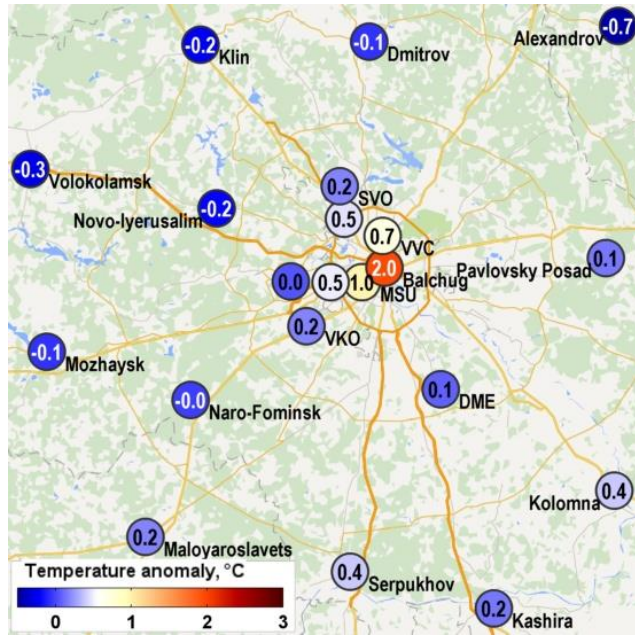 -0.7
-0.2
-0.1
Alexandrov
Klin
Dmitrov
-0.3
Volokolamsk
0.2
SVO
-0.2
Novo-Iyerusalim
0.5
0.7
VVC
0.1
Pavlovsky Posad
2.0
Balchug
0.0
0.5
1.0
MSU
0.2
VKO
-0.1
Mozhaysk
0.1
DME
-0.0
Naro-Fominsk
0.4
Kolomna
0.2
Maloyaroslavets
0.4
Serpukhov
0.2
Kashira
Temperature anomaly, °C
0 1 2 3